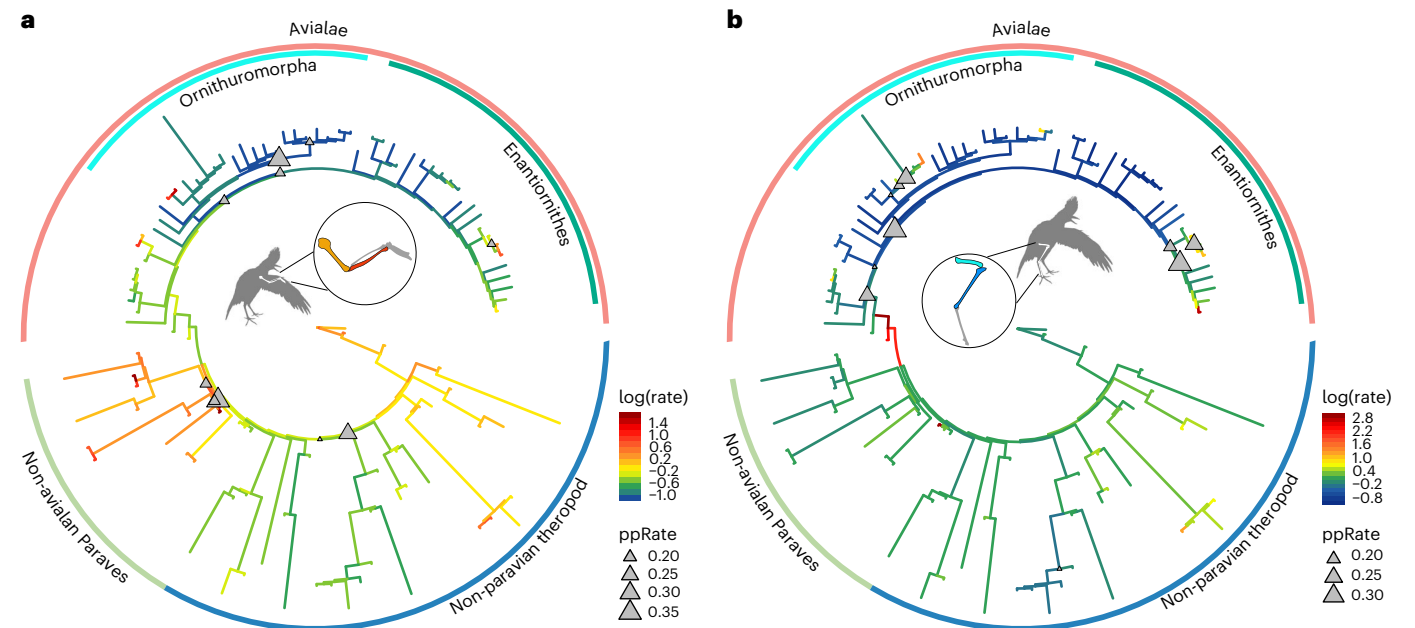 a
Avialae
Ornithuromorpha
Enantiornithes
Non-avialan Paraves
Non-paravian theropod
log(rate)
1.4
1.0
0.6
0.2
−0.2
−0.6
−1.0
ppRate
0.20
0.25
0.30
0.35
b
Avialae
Ornithuromorpha
Enantiornithes
Non-avialan Paraves
Non-paravian theropod
log(rate)
2.8
2.2
1.6
1.0
0.4
−0.2
−0.8
ppRate
0.20
0.25
0.30